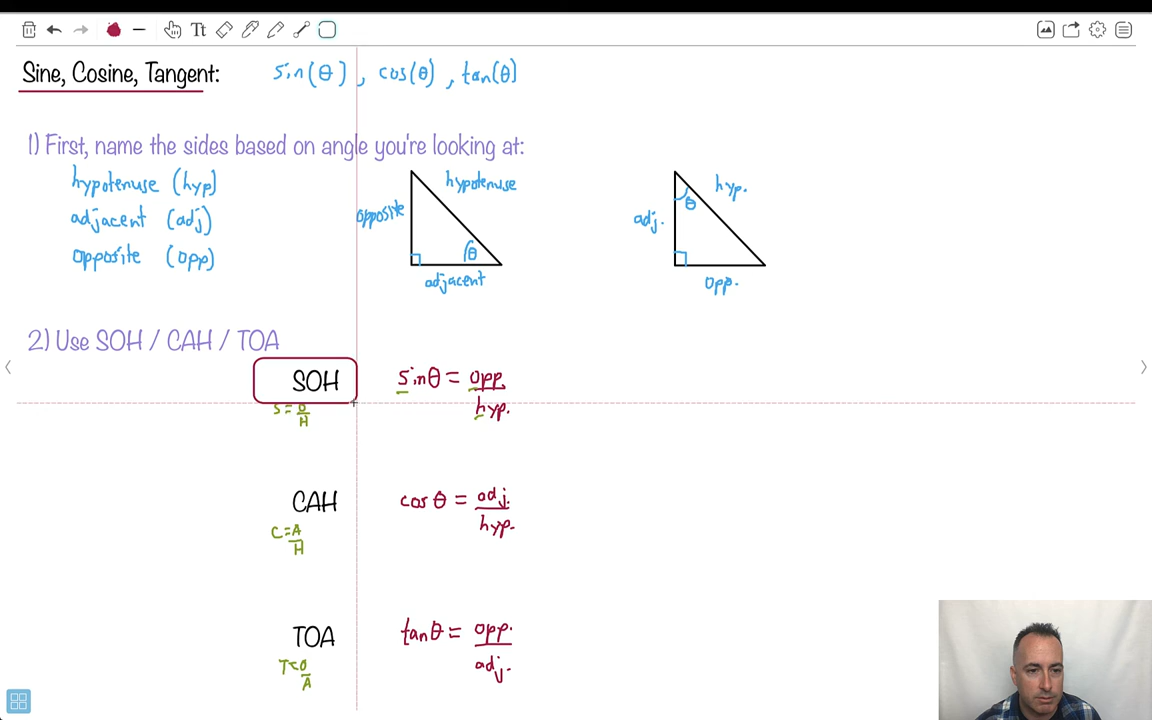 Tt
Sine, Cosine, Tangent: sin(θ), cos(θ), tan(θ)
1) First, name the sides based on angle you're looking at:
hypotenuse (hyp)
adjacent (adj)
opposite (opp)
hypotenuse
opposite
θ
adjacent
hyp.
θ
adj.
opp.
2) Use SOH / CAH / TOA
SOH sinθ = opp.
hyp.
S = O
H
CAH cosθ = adj.
hyp.
C = A
H
TOA tanθ = opp.
adj.
T = O
A